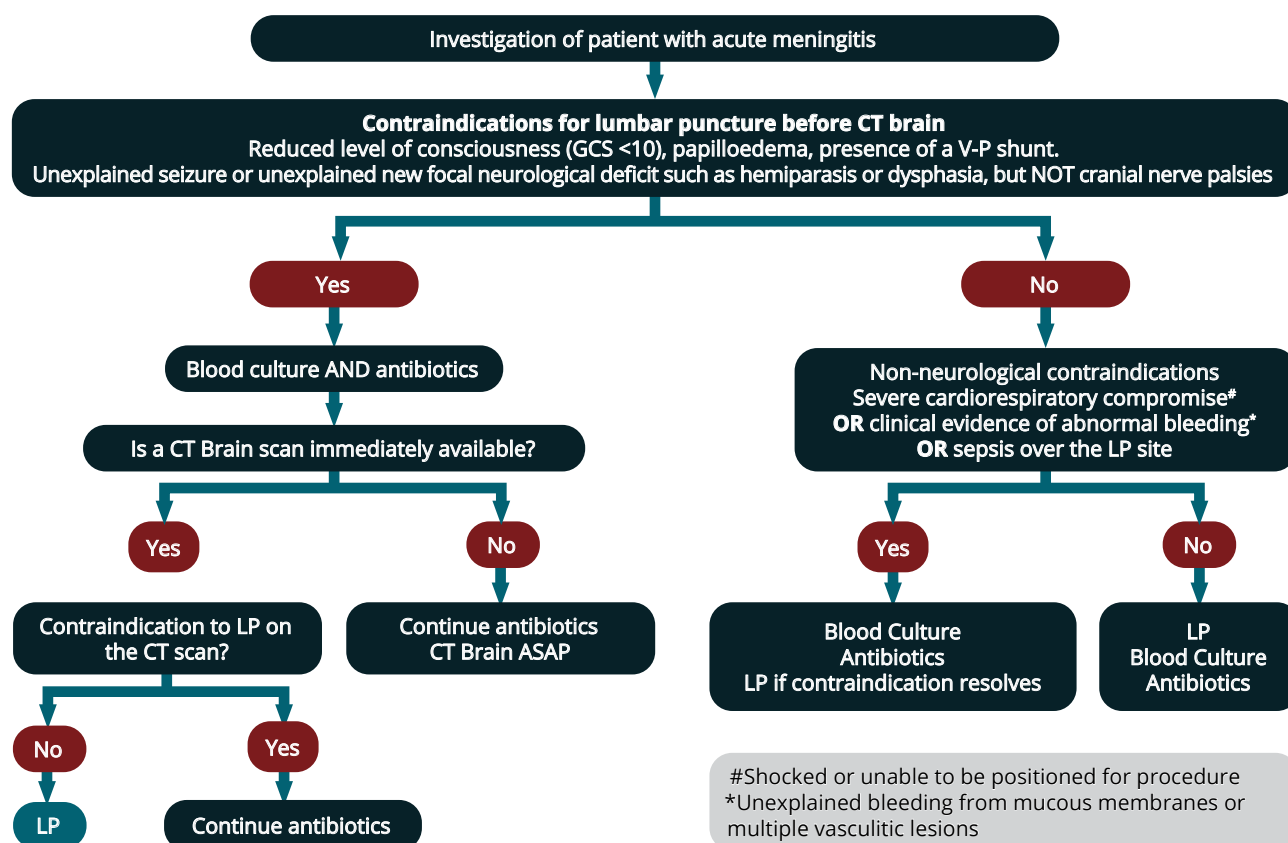 Investigation of patient with acute meningitis
Contraindications for lumbar puncture before CT brain
Reduced level of consciousness (GCS <10), papilloedema, presence of a V-P shunt.
Unexplained seizure or unexplained new focal neurological deficit such as hemiparasis or dysphasia, but NOT cranial nerve palsies
Yes
No
Blood culture AND antibiotics
Is a CT Brain scan immediately available?
Non-neurological contraindications
Severe cardiorespiratory compromise#
OR clinical evidence of abnormal bleeding*
OR sepsis over the LP site
Yes
No
Yes
No
Contraindication to LP on
the CT scan?
Continue antibiotics
CT Brain ASAP
Blood Culture
Antibiotics
LP if contraindication resolves
LP
Blood Culture
Antibiotics
No
Yes
LP
Continue antibiotics
#Shocked or unable to be positioned for procedure
*Unexplained bleeding from mucous membranes or
multiple vasculitic lesions